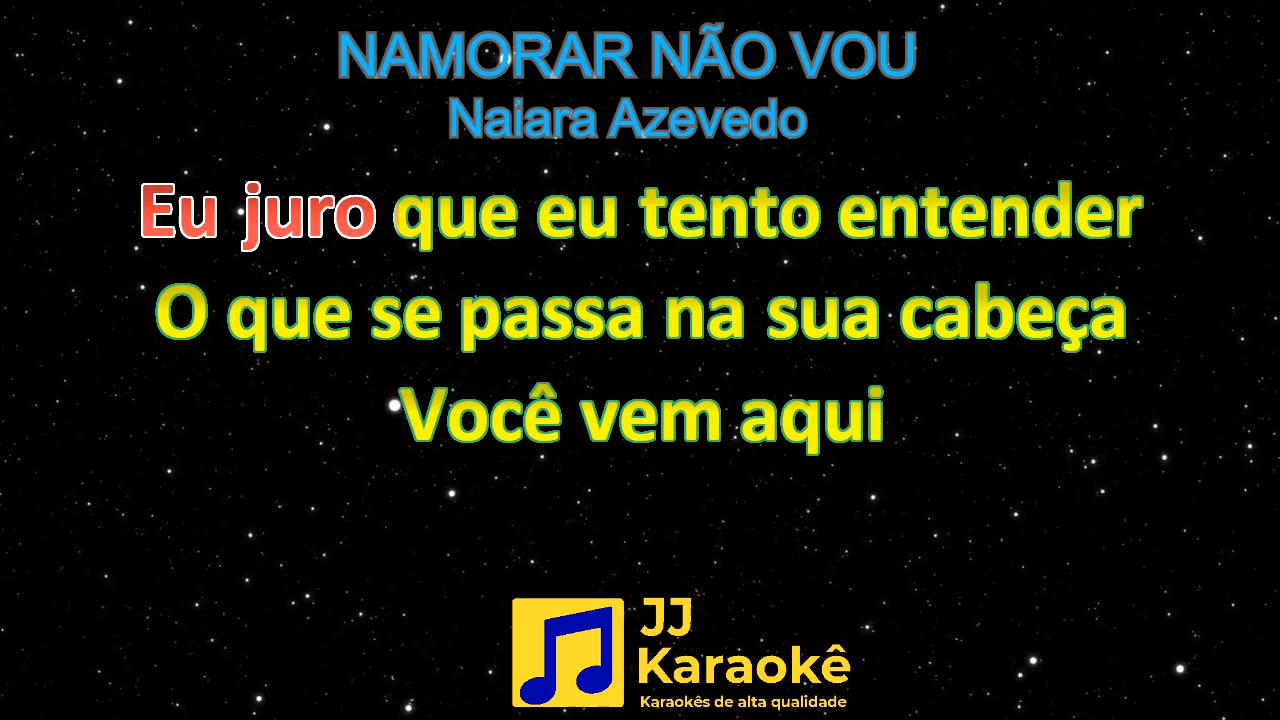 NAMORAR NÃO VOU
Naiara Azevedo
Eu juro que eu tento entender
O que se passa na sua cabeça
Você vem aqui
JJ
Karaokê
Karaokês de alta qualidade